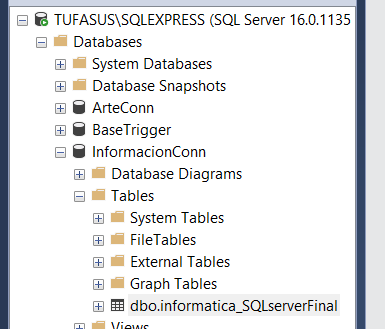 TUFASUS\SQLEXPRESS (SQL Server 16.0.1135
Databases
System Databases
Database Snapshots
ArteConn
BaseTrigger
InformacionConn
Database Diagrams
Tables
System Tables
FileTables
External Tables
Graph Tables
dbo.informatica_SQLserverFinal
Views